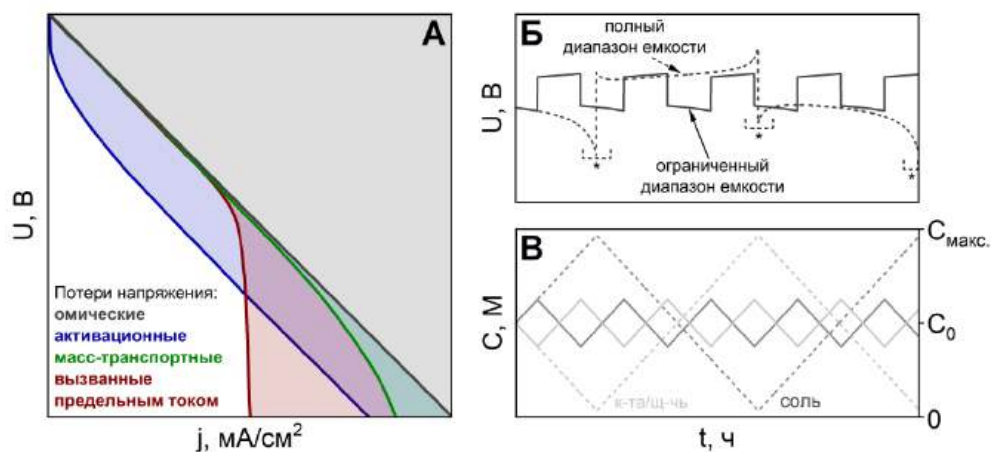 А
U, В
Потери напряжения:
омические
активационные
масс-транспортные
вызванные
предельным током
j, мА/см²
Б
полный
диапазон емкости
U, В
ограниченный
диапазон емкости
*
*
*
В
Cмакс.
C, М
C₀
к-та/щ-чь
соль
0
t, ч